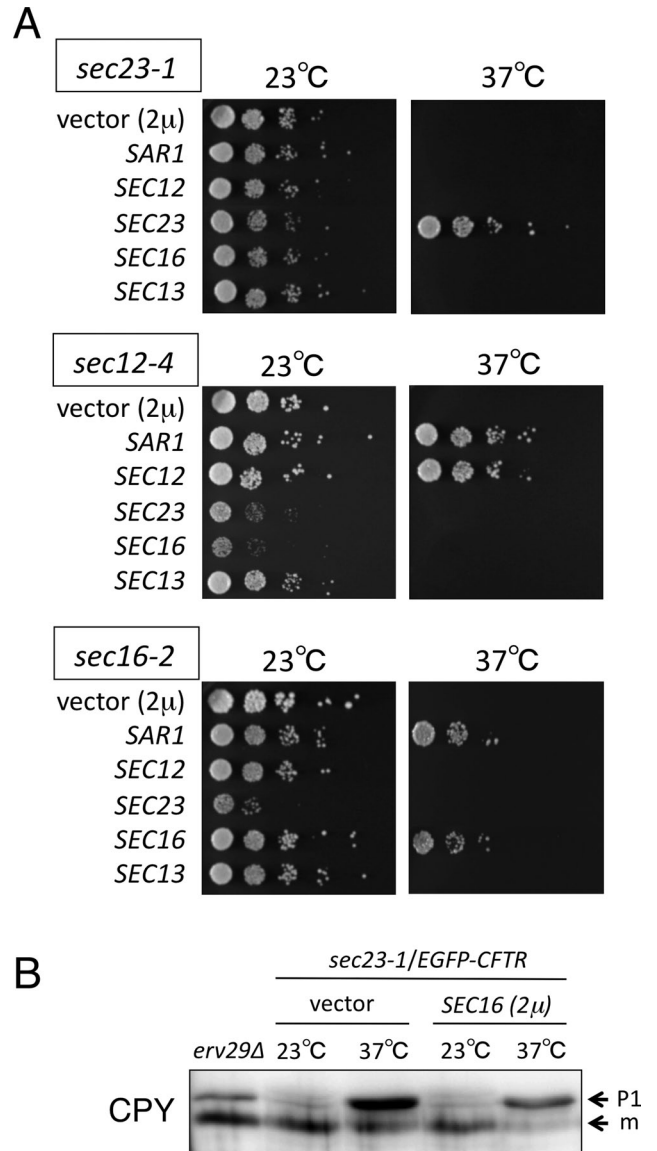 A
sec23-1 23°C 37°C
vector (2μ)
SAR1
SEC12
SEC23
SEC16
SEC13
sec12-4 23°C 37°C
vector (2μ)
SAR1
SEC12
SEC23
SEC16
SEC13
sec16-2 23°C 37°C
vector (2μ)
SAR1
SEC12
SEC23
SEC16
SEC13
B
sec23-1/EGFP-CFTR
vector SEC16 (2μ)
erv29Δ 23°C 37°C 23°C 37°C
CPY
P1
m